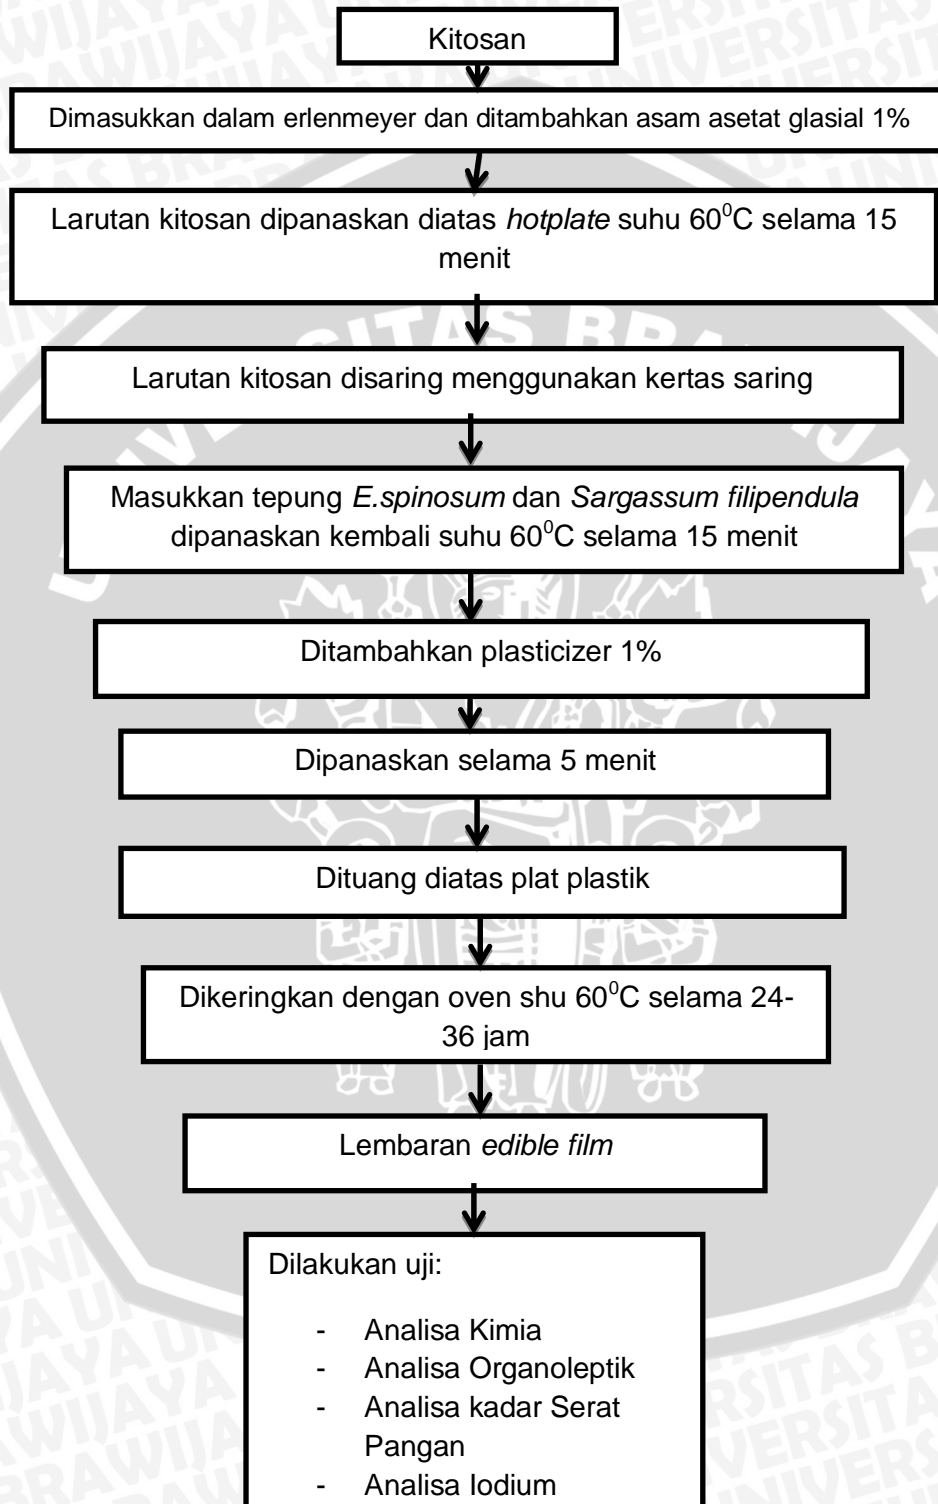 Kitosan
Dimasukkan dalam erlenmeyer dan ditambahkan asam asetat glasial 1%
Larutan kitosan dipanaskan diatas hotplate suhu 60⁰C selama 15
menit
Larutan kitosan disaring menggunakan kertas saring
Masukkan tepung E.spinosum dan Sargassum filipendula
dipanaskan kembali suhu 60⁰C selama 15 menit
Ditambahkan plasticizer 1%
Dipanaskan selama 5 menit
Dituang diatas plat plastik
Dikeringkan dengan oven shu 60⁰C selama 24-
36 jam
Lembaran edible film
Dilakukan uji:
- Analisa Kimia
- Analisa Organoleptik
- Analisa kadar Serat
Pangan
- Analisa Iodium